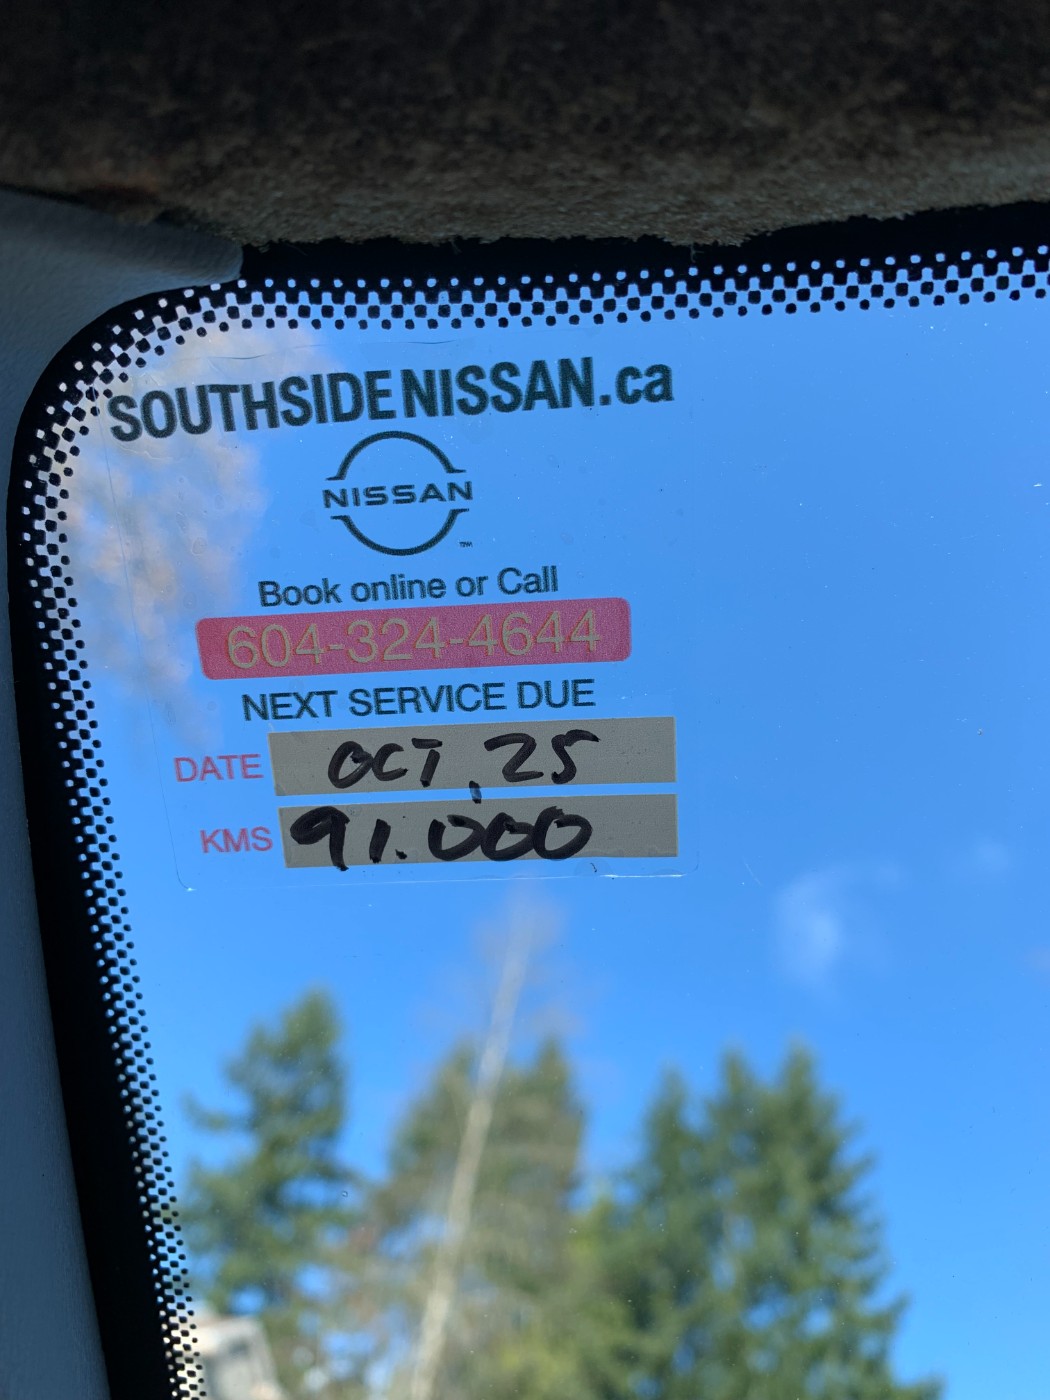 SOUTHSIDENISSAN.ca
NISSAN
TM
Book online or Call
604-324-4644
NEXT SERVICE DUE
DATE OCT, 25
KMS 91.000